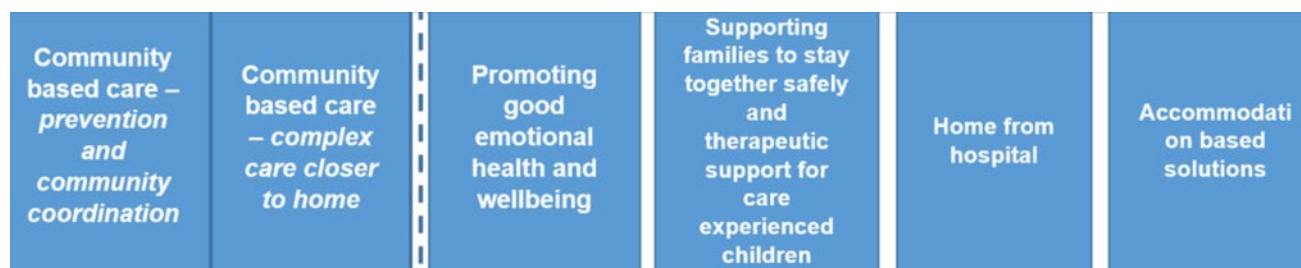 Community
based care –
prevention
and
community
coordination
Community
based care
– complex
care closer
to home
Promoting
good
emotional
health and
wellbeing
Supporting
families to stay
together safely
and
therapeutic
support for
care
experienced
children
Home from
hospital
Accommodati
on based
solutions